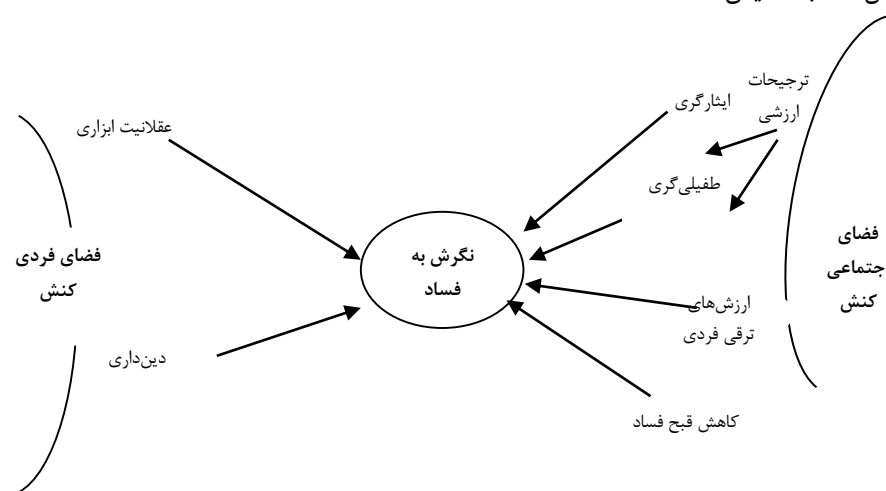 ترجیحات
ارزشی
ایثارگری
عقلانیت ابزاری
طفیلی‌گری
فضای
جتماعی
کنش
نگرش به
فساد
فضای فردی
کنش
ارزش‌های
ترقی فردی
دین‌داری
کاهش قبح فساد